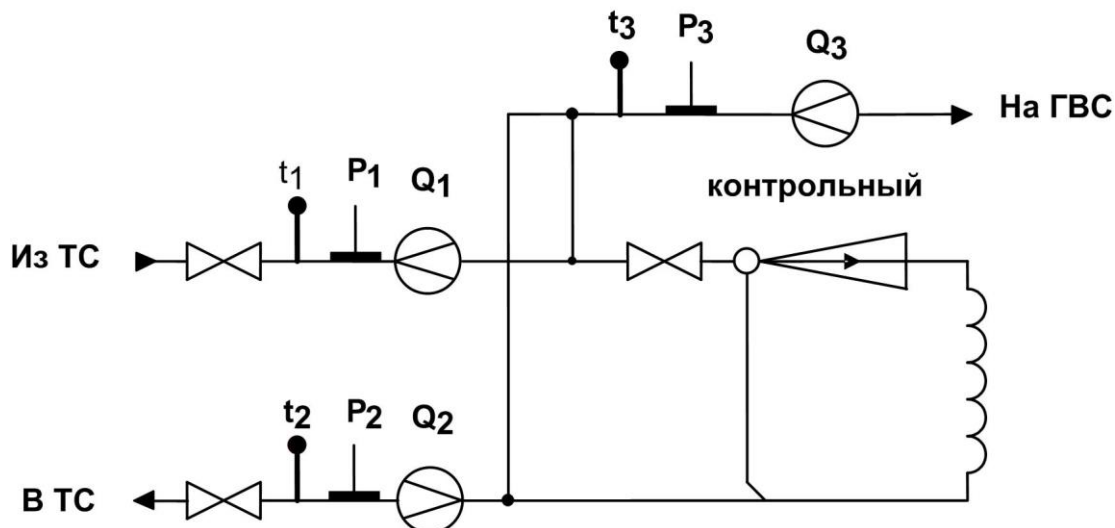 t3 P3 Q3
На ГВС
контрольный
t1 P1 Q1
Из ТС
t2 P2 Q2
В ТС